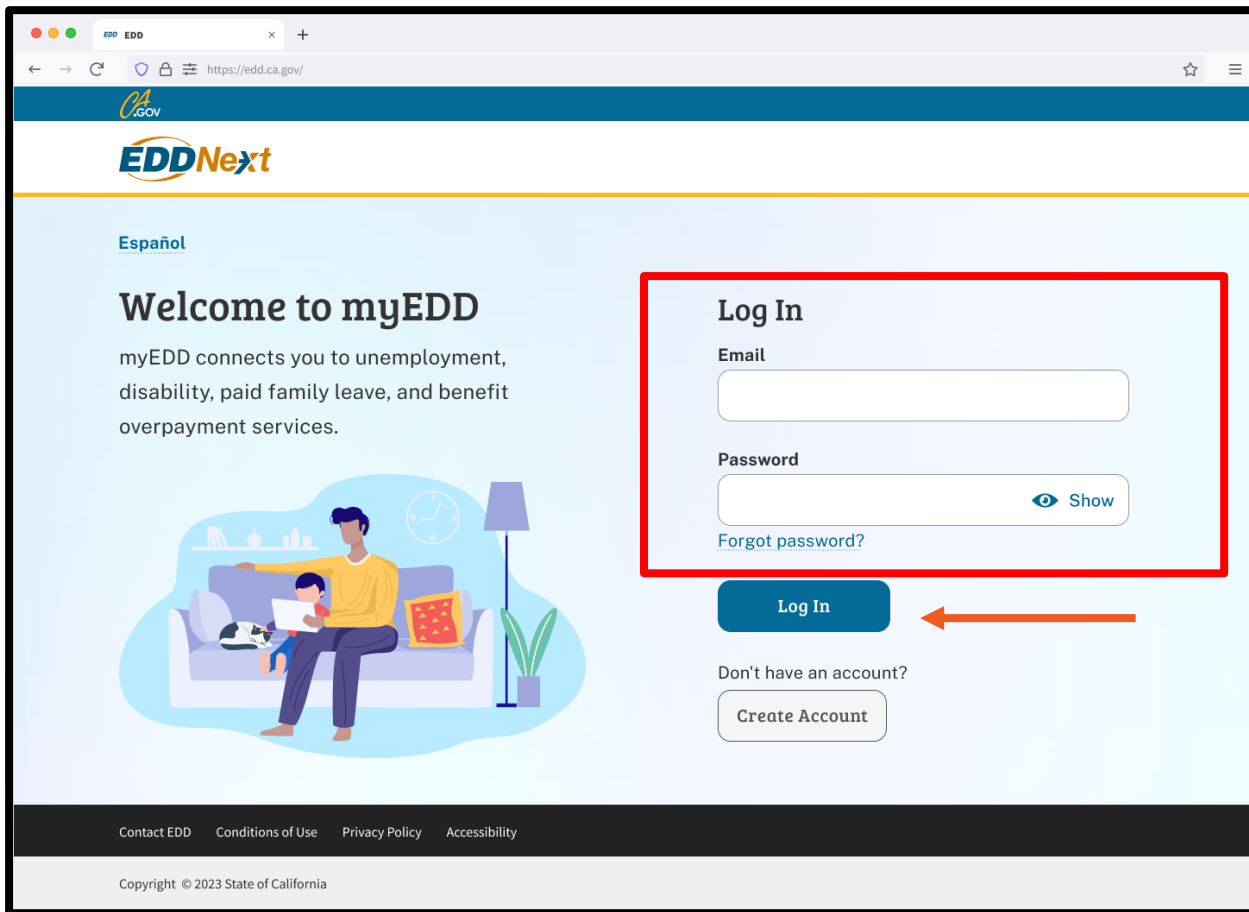 EDD EDD
https://edd.ca.gov/
CA.GOV
EDDNext
Español
Welcome to myEDD
myEDD connects you to unemployment,
disability, paid family leave, and benefit
overpayment services.
Log In
Email
Password
Show
Forgot password?
Log In
Don't have an account?
Create Account
Contact EDD Conditions of Use Privacy Policy Accessibility
Copyright © 2023 State of California